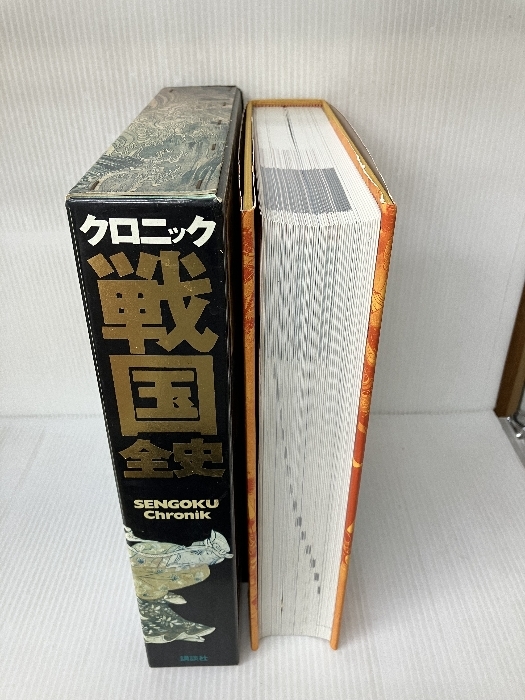 クロニック
戦
国
全史
SENGOKU
Chronik
講談社